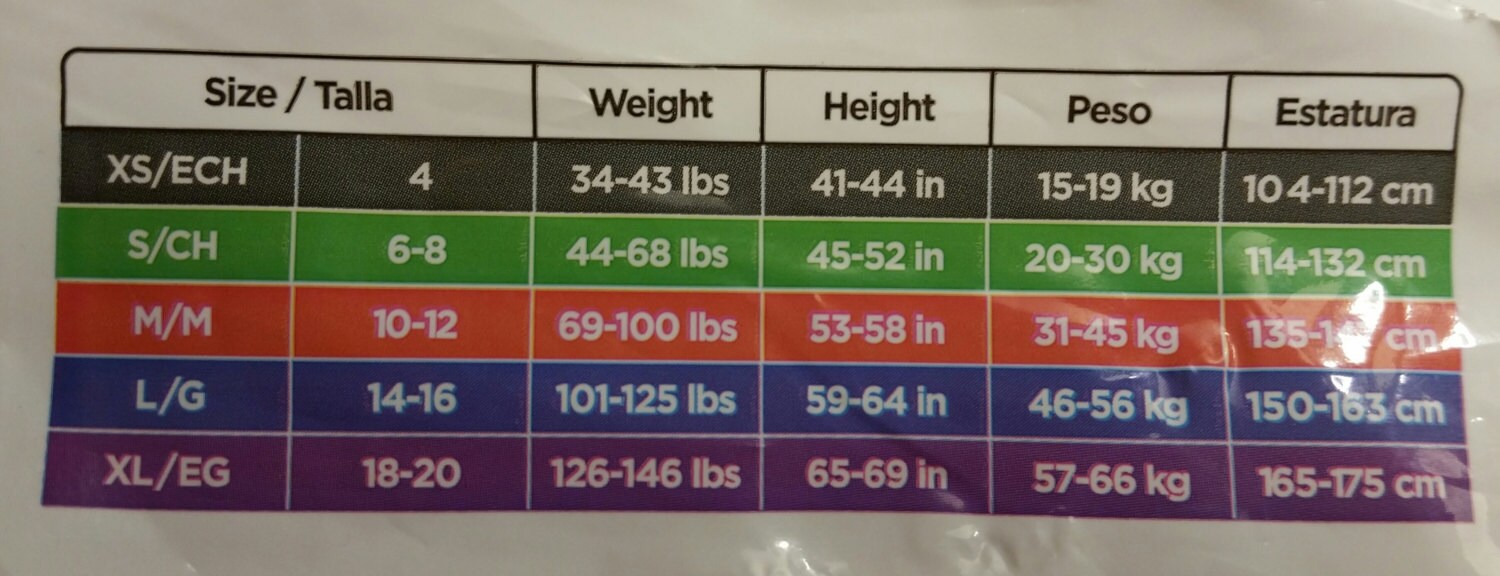 Size / Talla Weight Height Peso Estatura
XS/ECH 4 34-43 lbs 41-44 in 15-19 kg 104-112 cm
S/CH 6-8 44-68 lbs 45-52 in 20-30 kg 114-132 cm
M/M 10-12 69-100 lbs 53-58 in 31-45 kg cm
L/G 14-16 101-125 lbs 59-64 in 46-56 kg 150-163 cm
XL/EG 18-20 126-146 lbs 65-69 in 57-66 kg 165-175 cm